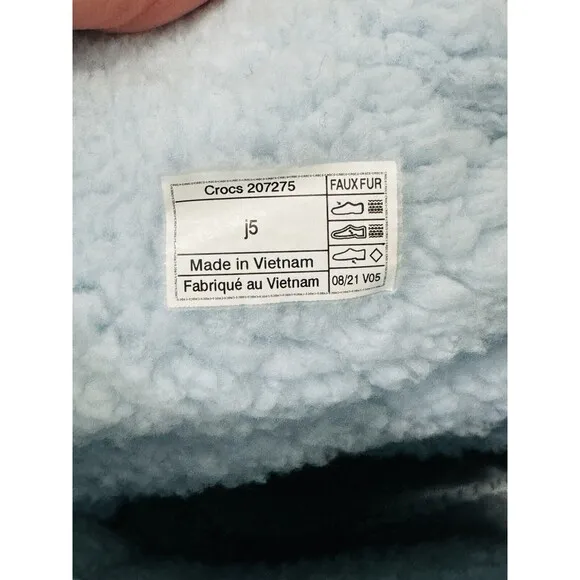 Crocs 207275
j5
Made in Vietnam
Fabriqué au Vietnam
FAUX FUR
08/21 V05